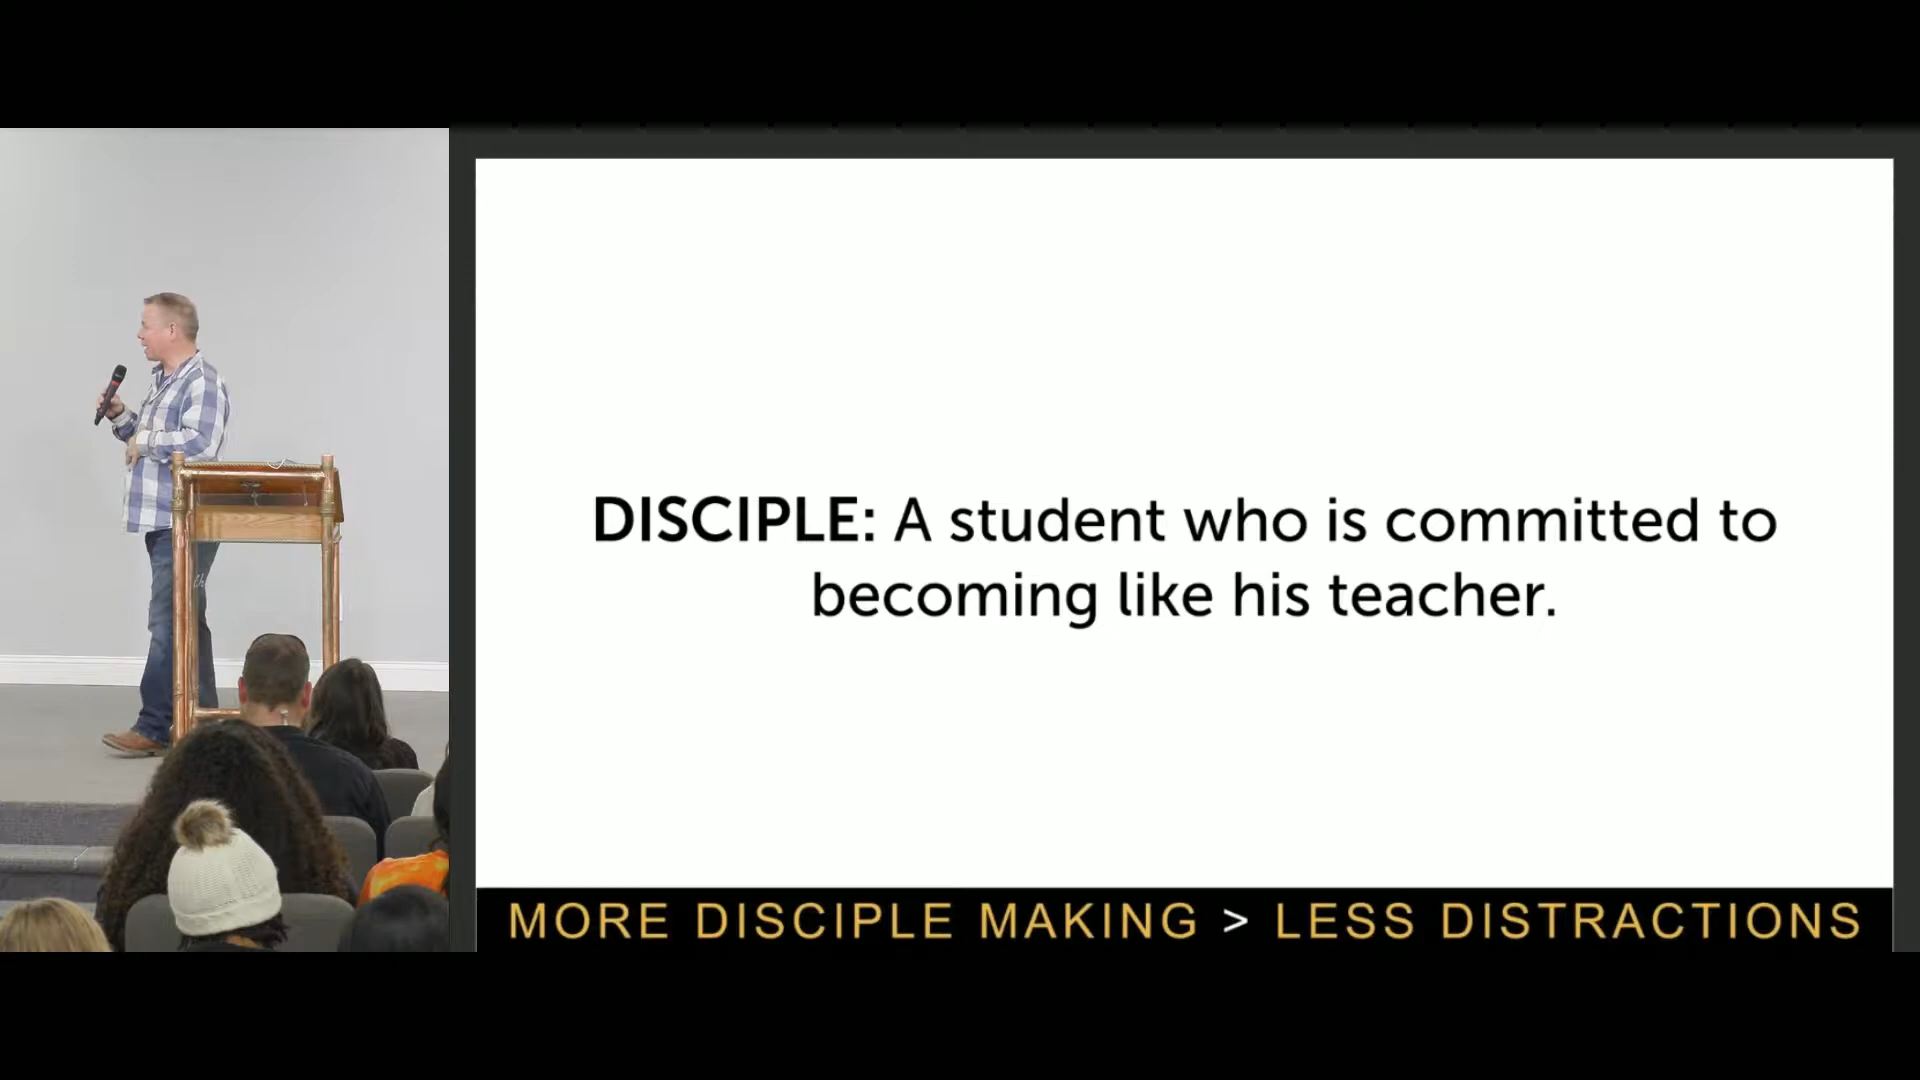 DISCIPLE: A student who is committed to
becoming like his teacher.
MORE DISCIPLE MAKING > LESS DISTRACTIONS